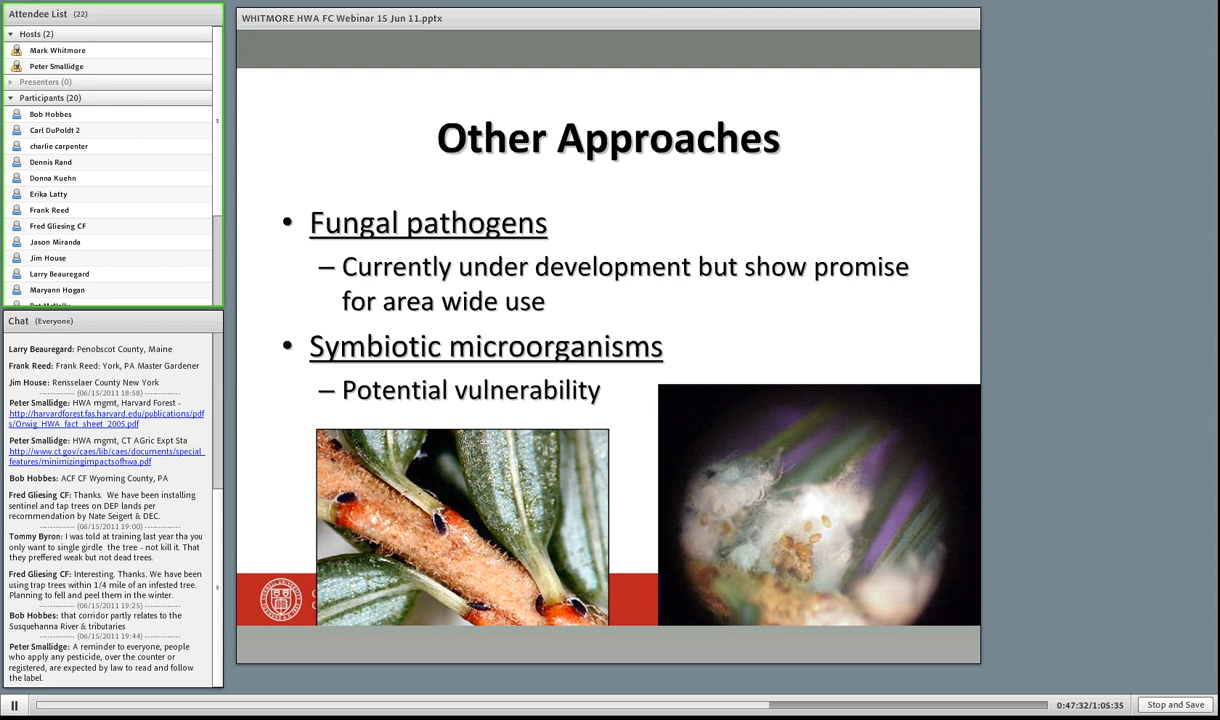 Attendee List (22)
Hosts (2)
Mark Whitmore
Peter Smallidge
Presenters (0)
Participants (20)
Bob Hobbes
Carl DuPoldt 2
charlie carpenter
Dennis Rand
Donna Kuehn
Erika Latty
Frank Reed
Fred Gliesing CF
Jason Miranda
Jim House
Larry Beauregard
Maryann Hogan
Chat (Everyone)
Larry Beauregard: Penobscot County, Maine
Frank Reed: Frank Reed: York, PA Master Gardener
Jim House: Rensselaer County New York
------------- (06/15/2011 18:58) -------------
Peter Smallidge: HWA mgmt, Harvard Forest -
http://harvardforest.fas.harvard.edu/publications/pdf
s/Orwig_HWA_fact_sheet_2005.pdf
Peter Smallidge: HWA mgmt, CT AGric Expt Sta
http://www.ct.gov/caes/lib/caes/documents/special_
features/minimizingimpactsofhwa.pdf
Bob Hobbes: ACF CF Wyoming County, PA
Fred Gliesing CF: Thanks. We have been installing
sentinel and tap trees on DEP lands per
recommendation by Nate Seigert & DEC.
------------- (06/15/2011 19:00) -------------
Tommy Byron: I was told at training last year tha you
only want to single girdle the tree - not kill it. That
they preffered weak but not dead trees.
Fred Gliesing CF: Interesting. Thanks. We have been
using trap trees within 1/4 mile of an infested tree.
Planning to fell and peel them in the winter.
------------- (06/15/2011 19:25) -------------
Bob Hobbes: that corridor partly relates to the
Susquehanna River & tributaries
------------- (06/15/2011 19:44) -------------
Peter Smallidge: A reminder to everyone, people
who apply any pesticide, over the counter or
registered, are expected by law to read and follow
the label.
WHITMORE HWA FC Webinar 15 Jun 11.pptx
Other Approaches
• Fungal pathogens
– Currently under development but show promise
for area wide use
• Symbiotic microorganisms
– Potential vulnerability
0:47:32/1:05:35
Stop and Save